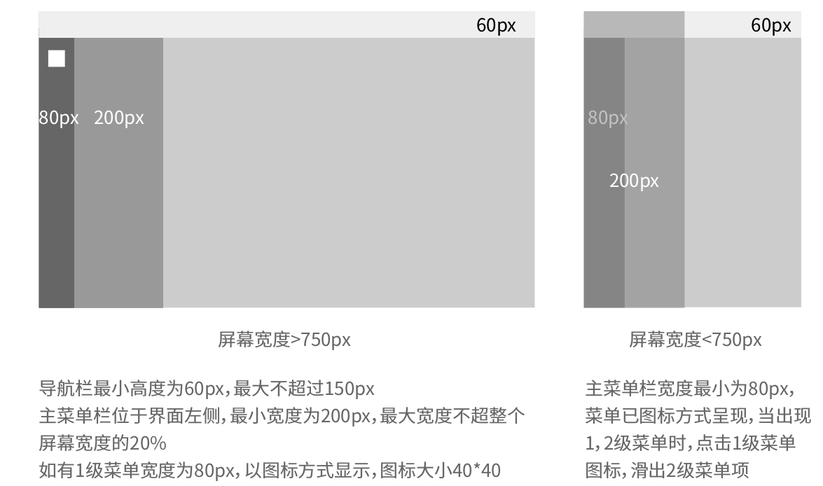 60px
80px 200px
屏幕宽度>750px
导航栏最小高度为60px，最大不超过150px
主菜单栏位于界面左侧，最小宽度为200px，最大宽度不超整个
屏幕宽度的20%
如有1级菜单宽度为80px，以图标方式显示，图标大小40*40
60px
80px
200px
屏幕宽度<750px
主菜单栏宽度最小为80px，
菜单已图标方式呈现，当出现
1，2级菜单时，点击1级菜单
图标，滑出2级菜单项